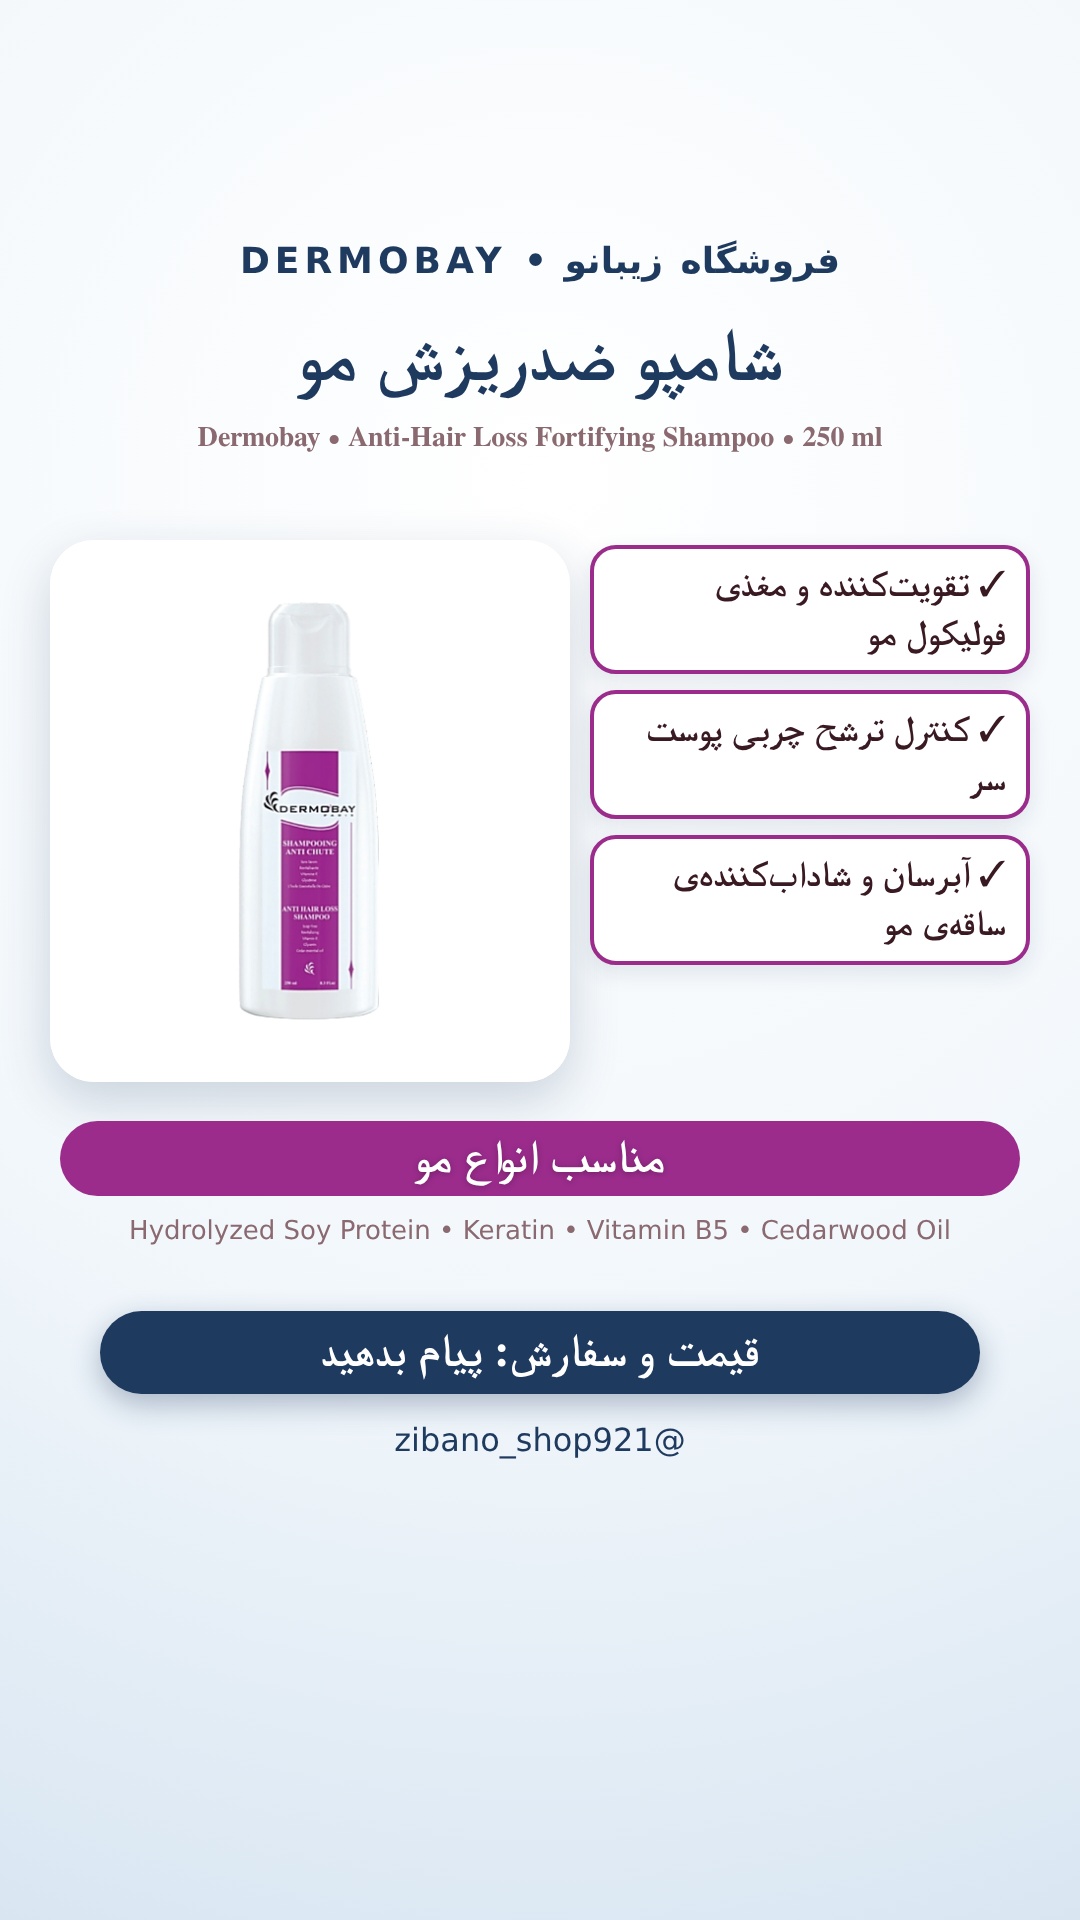 فروشگاه زیبانو • DERMOBAY
شامپو ضدریزش مو
Dermobay • Anti-Hair Loss Fortifying Shampoo • 250 ml
✓ تقویت‌کننده و مغذی
فولیکول مو
✓ کنترل ترشح چربی پوست
سر
✓ آبرسان و شاداب‌کننده‌ی
ساقه‌ی مو
DERMOBAY
PARIS
SHAMPOOING
ANTI CHUTE
ANTI HAIR LOSS
SHAMPOO
مناسب انواع مو
Hydrolyzed Soy Protein • Keratin • Vitamin B5 • Cedarwood Oil
قیمت و سفارش: پیام بدهید
zibano_shop921@